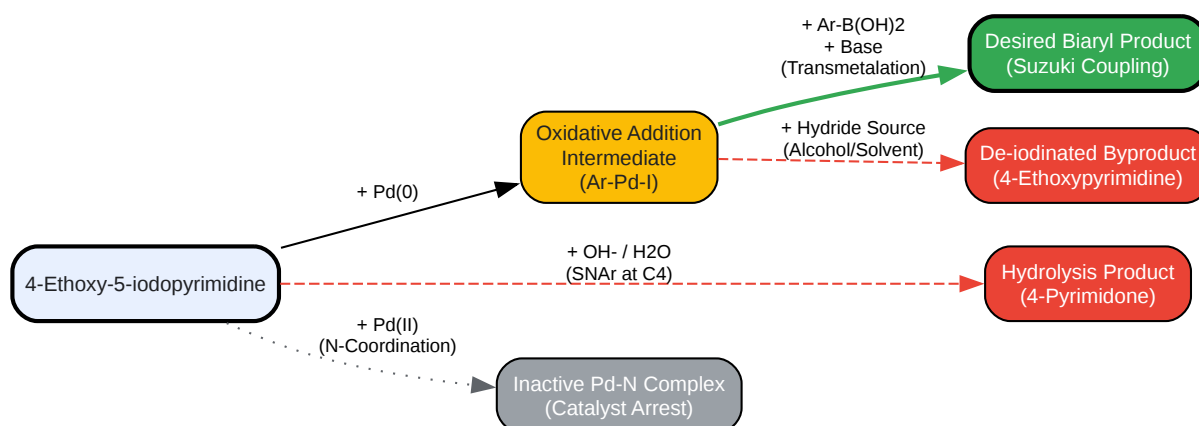 + Ar-B(OH)2
+ Base
(Transmetalation)
Desired Biaryl Product
(Suzuki Coupling)
Oxidative Addition
Intermediate
(Ar-Pd-I)
+ Hydride Source
(Alcohol/Solvent)
De-iodinated Byproduct
(4-Ethoxypyrimidine)
+ Pd(0)
4-Ethoxy-5-iodopyrimidine
+ OH- / H2O
(SNAr at C4)
Hydrolysis Product
(4-Pyrimidone)
+ Pd(II)
(N-Coordination)
Inactive Pd-N Complex
(Catalyst Arrest)